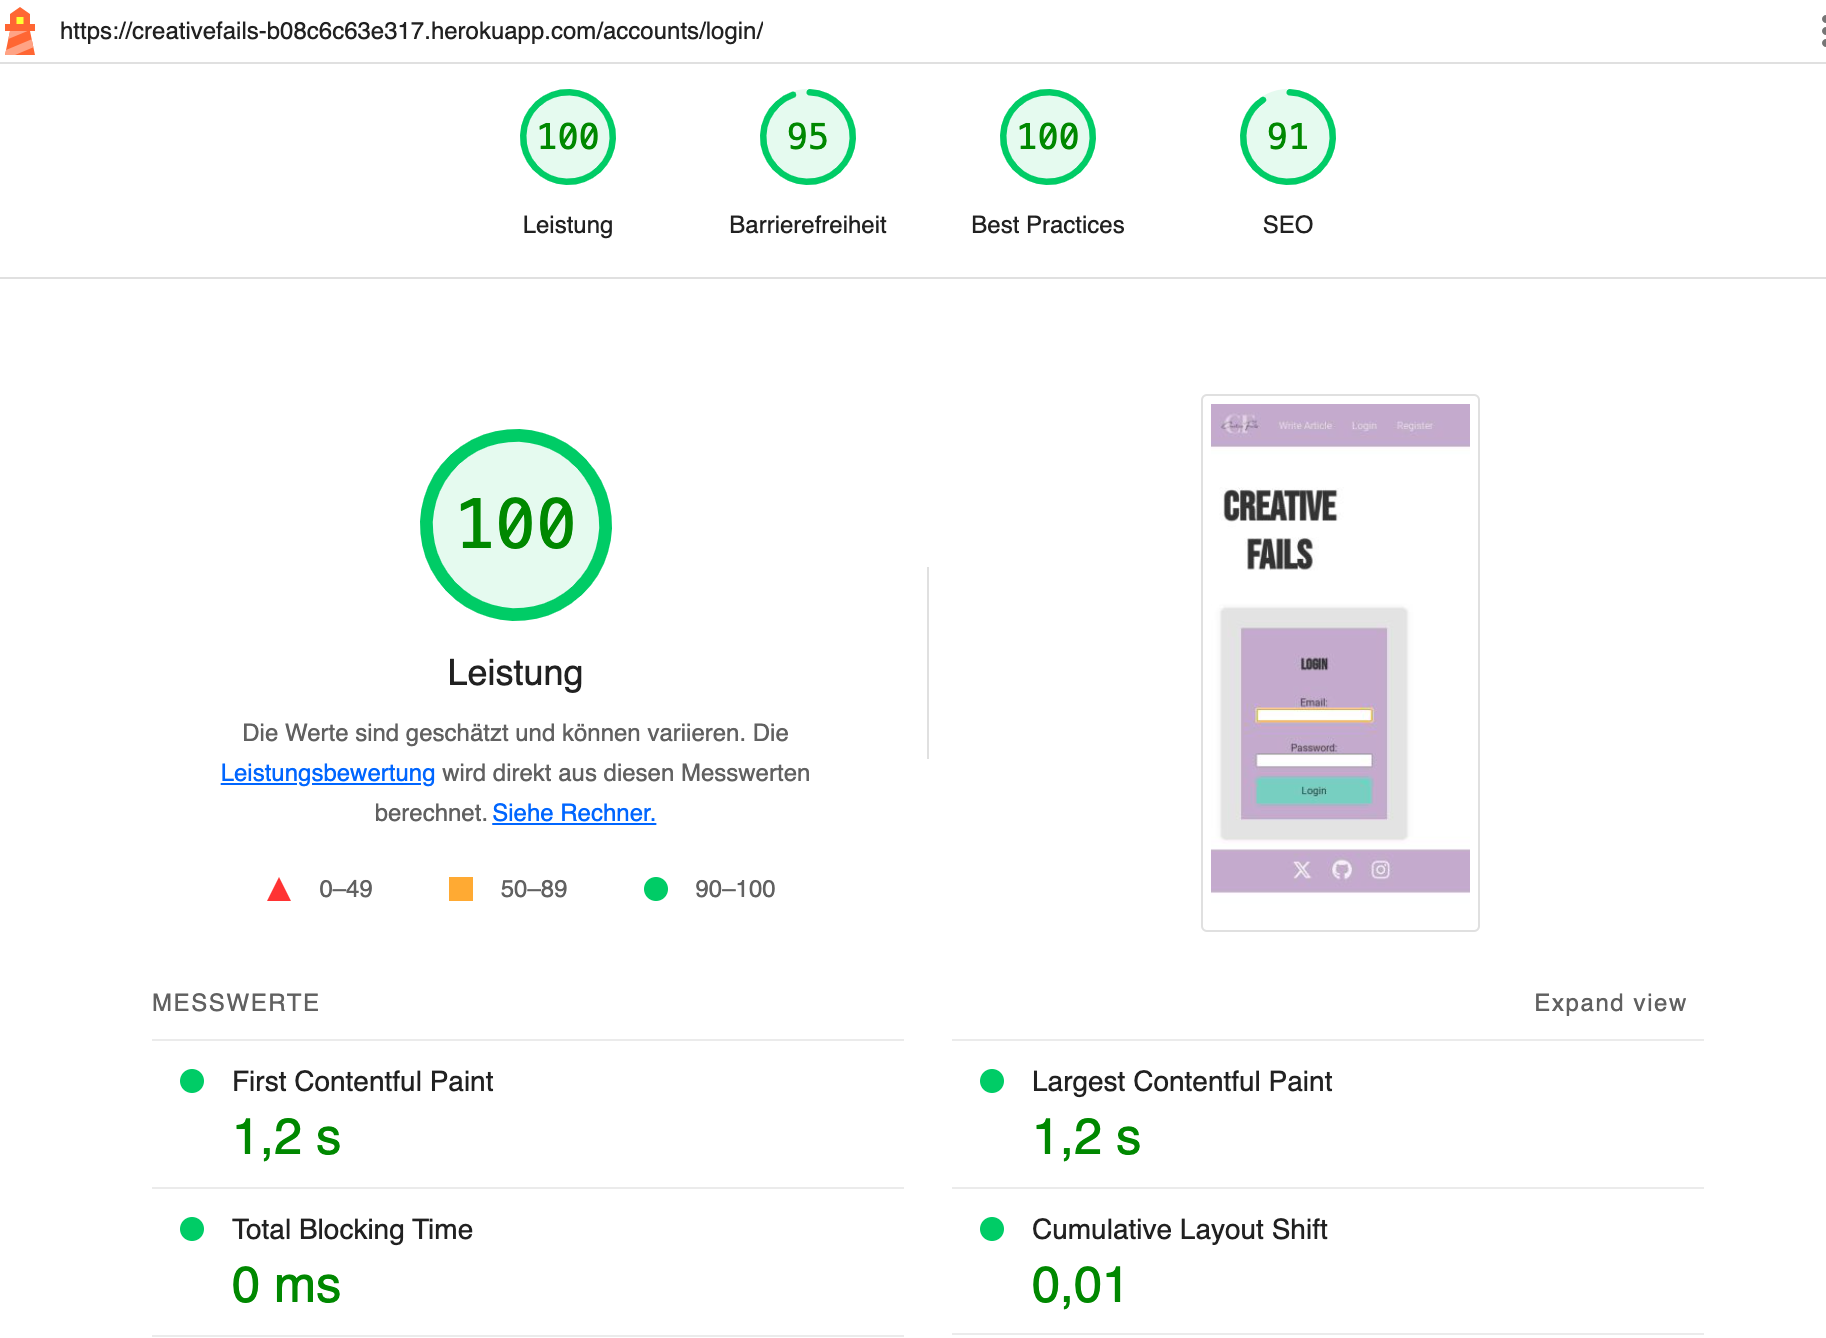 https://creativefails-b08c6c63e317.herokuapp.com/accounts/login/
100
95
100
91
Leistung
Barrierefreiheit
Best Practices
SEO
100
Leistung
Die Werte sind geschätzt und können variieren. Die
Leistungsbewertung wird direkt aus diesen Messwerten
berechnet. Siehe Rechner.
0–49
50–89
90–100
CF
Write Article
Login
Register
CREATIVE
FAILS
LOGIN
Email:
Password:
Login
MESSWERTE
Expand view
First Contentful Paint
1,2 s
Largest Contentful Paint
1,2 s
Total Blocking Time
0 ms
Cumulative Layout Shift
0,01